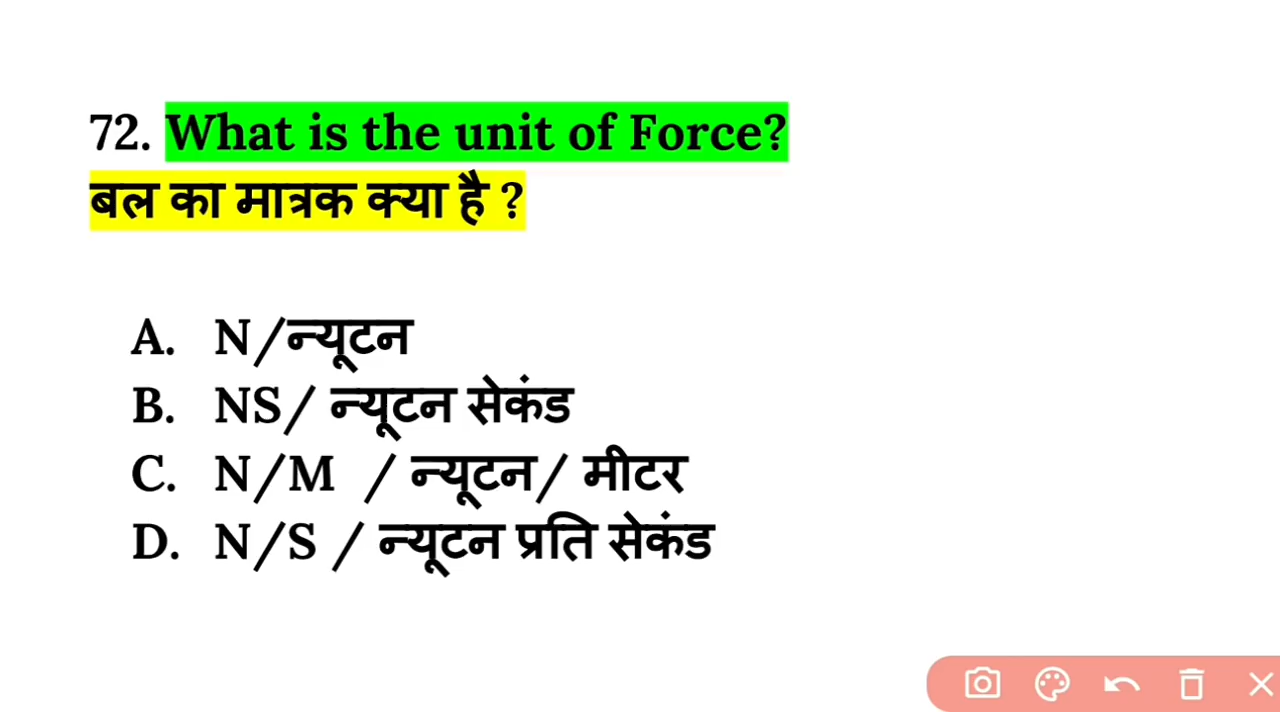 72. What is the unit of Force?
बल का मात्रक क्या है ?
A. N/न्यूटन
B. NS/ न्यूटन सेकंड
C. N/M / न्यूटन/ मीटर
D. N/S / न्यूटन प्रति सेकंड